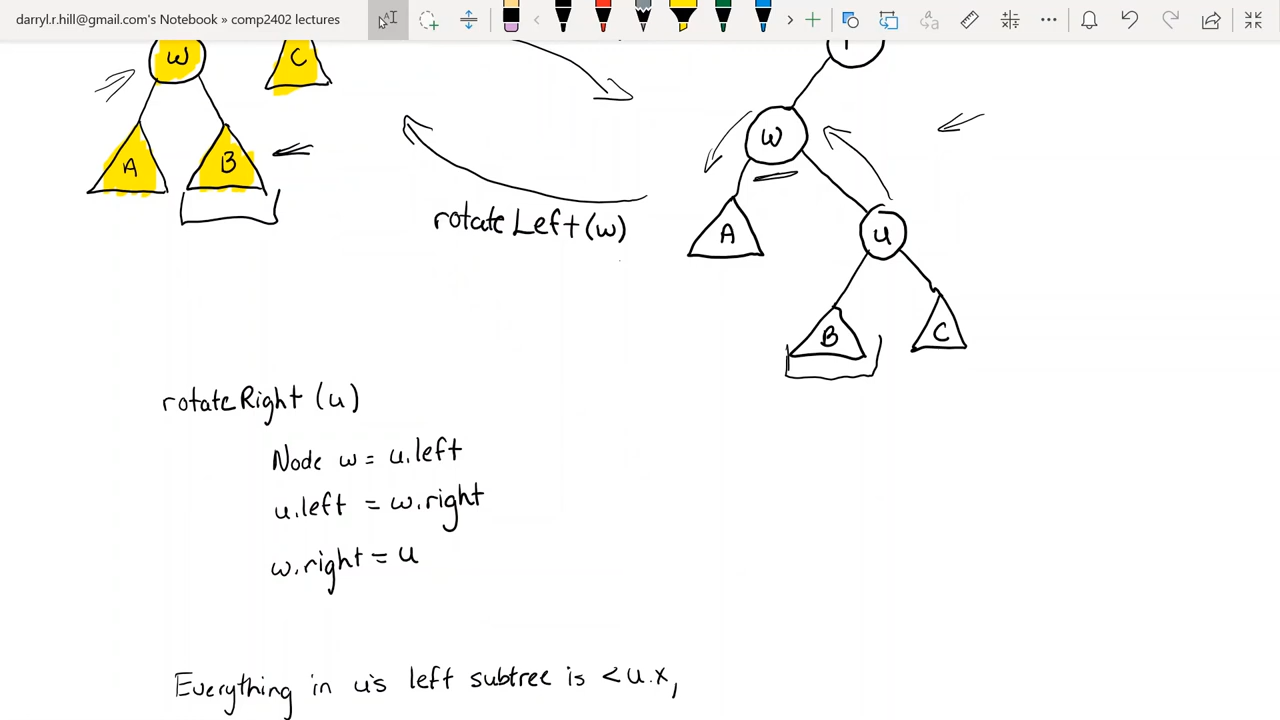 darryl.r.hill@gmail.com's Notebook » comp2402 lectures
W
C
A
B
W
A
u
B
C
rotateLeft(w)
rotateRight (u)
Node w = u.left
u.left = w.right
w.right = u
Everything in u's left subtree is < u.x,